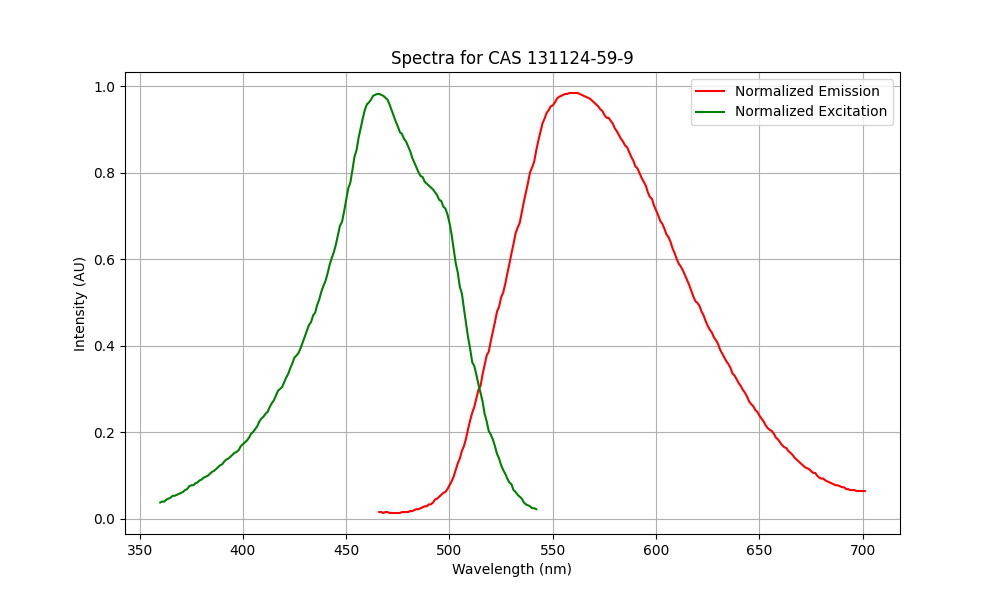 Spectra for CAS 131124-59-9
Normalized Emission
Normalized Excitation
Intensity (AU)
1.0
0.8
0.6
0.4
0.2
0.0
350 400 450 500 550 600 650 700
Wavelength (nm)